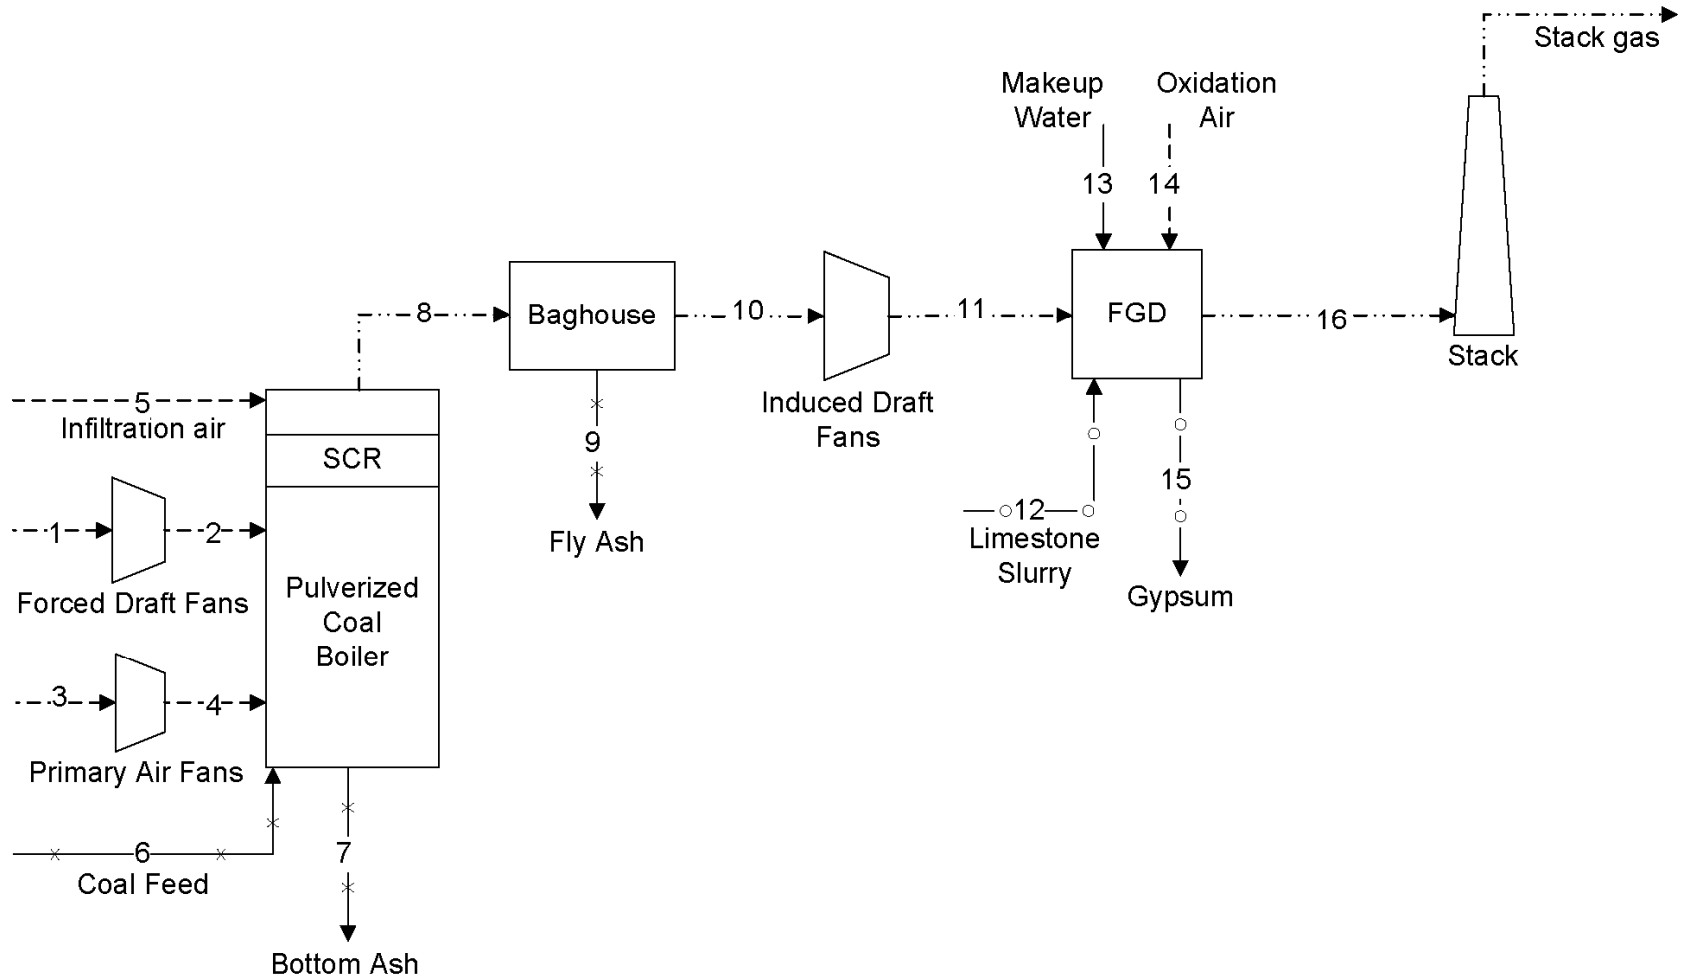 Stack gas
Makeup
Water
Oxidation
Air
13
14
8
Baghouse
10
11
FGD
16
Stack
5
Infiltration air
SCR
9
Fly Ash
Induced Draft
Fans
12
Limestone
Slurry
15
Gypsum
1
2
Forced Draft Fans
Pulverized
Coal
Boiler
3
4
Primary Air Fans
6
Coal Feed
7
Bottom Ash